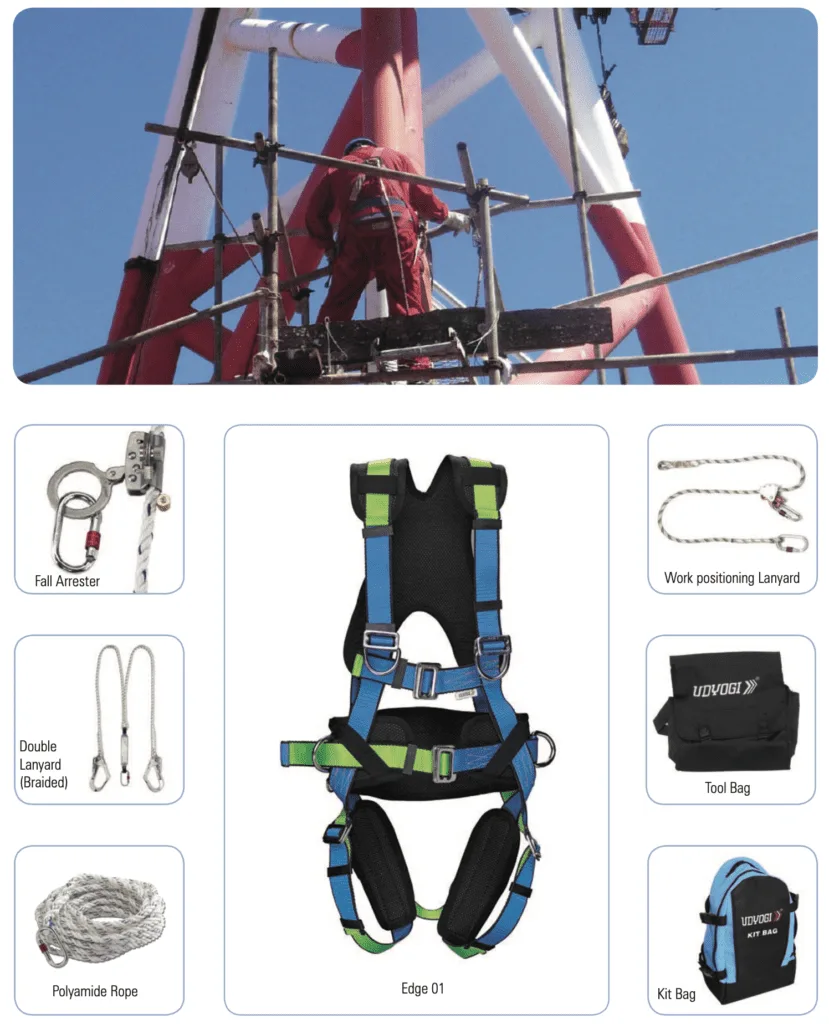 Fall Arrester
Work positioning Lanyard
Double
Lanyard
(Braided)
UDYOGI
Tool Bag
Polyamide Rope
Edge 01
UDYOGI
KIT BAG
Kit Bag